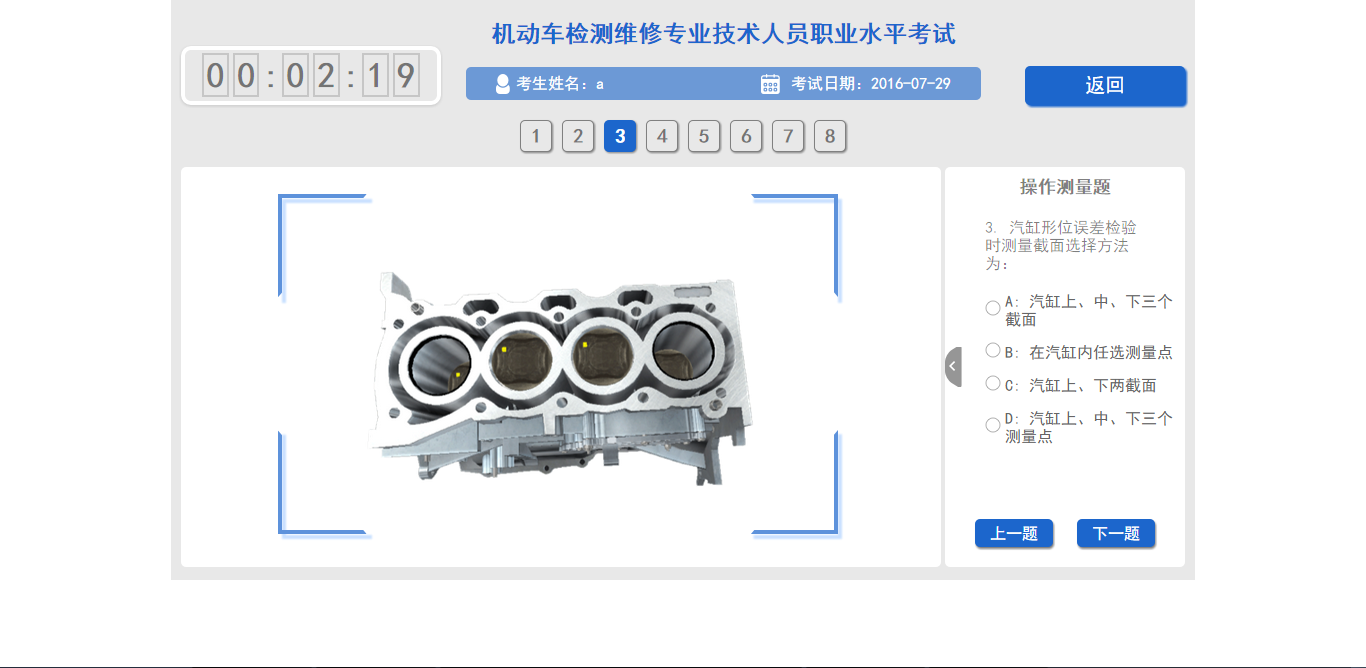 机动车检测维修专业技术人员职业水平考试
00:02:19
考生姓名：a
考试日期：2016-07-29
返回
1 2 3 4 5 6 7 8
操作测量题
3. 汽缸形位误差检验
时测量截面选择方法
为：
A: 汽缸上、中、下三个
截面
B: 在汽缸内任选测量点
C: 汽缸上、下两截面
D: 汽缸上、中、下三个
测量点
上一题
下一题